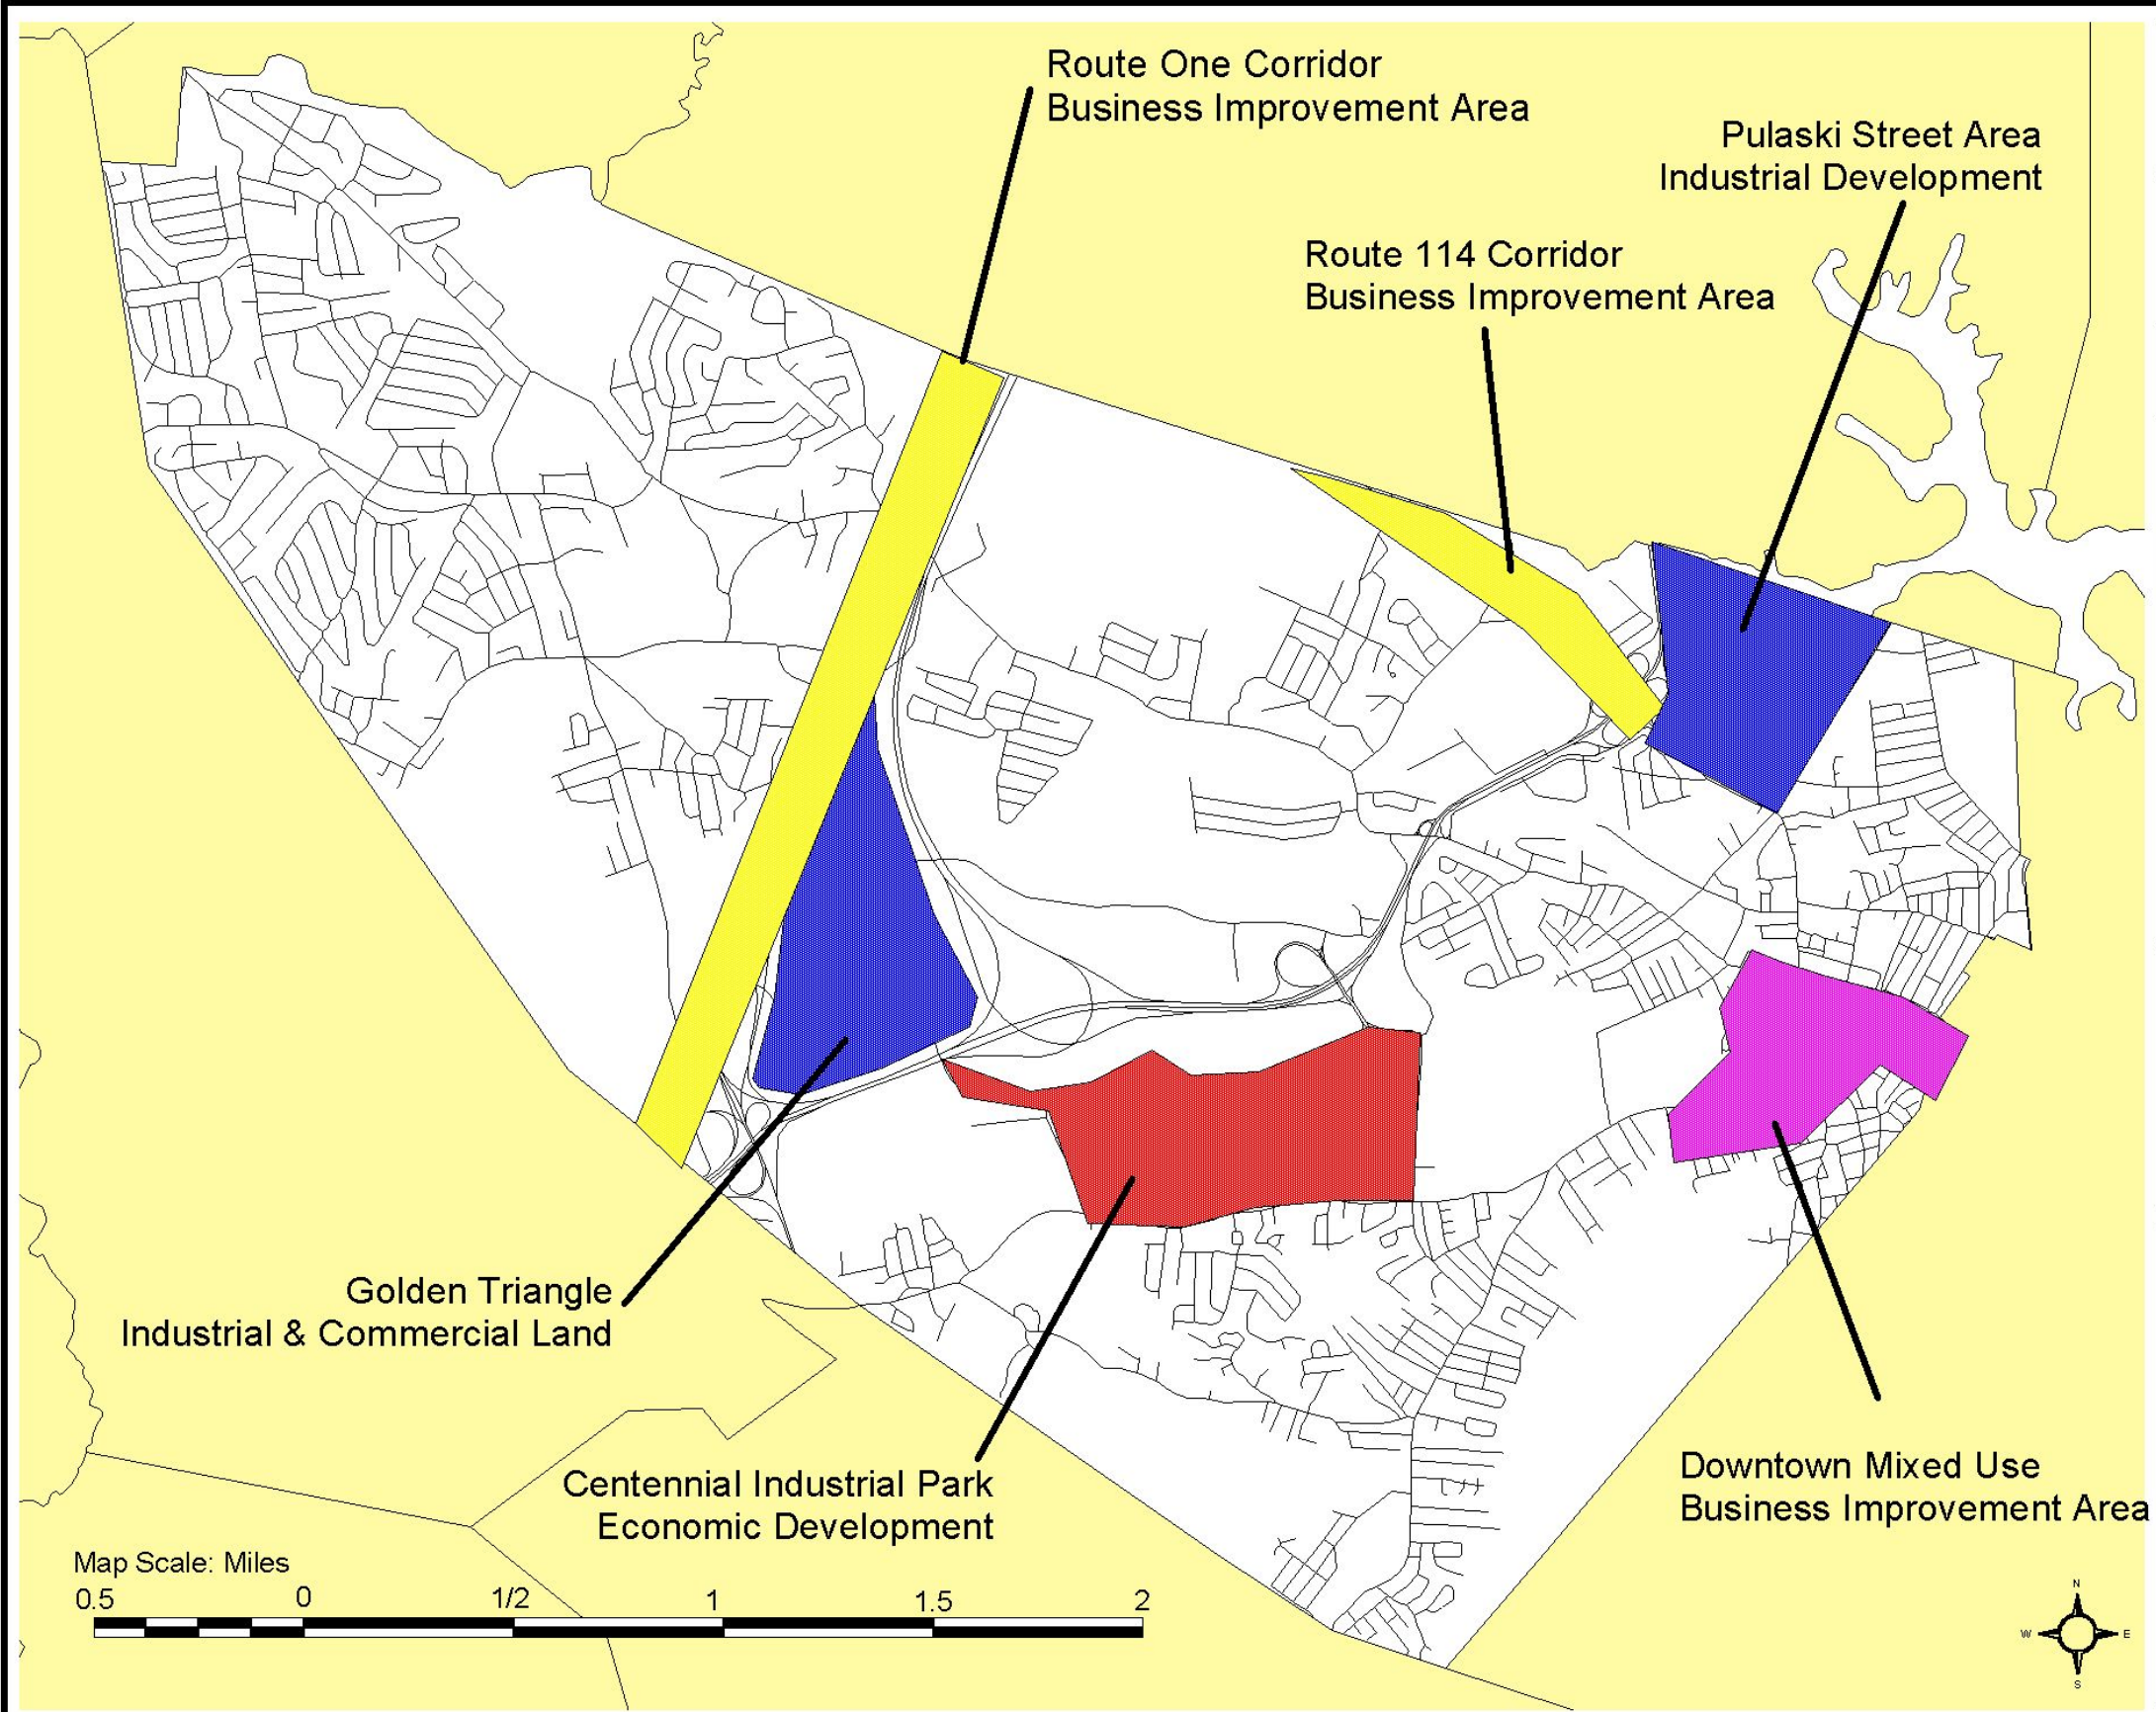 Route One Corridor
Business Improvement Area
Pulaski Street Area
Industrial Development
Route 114 Corridor
Business Improvement Area
Golden Triangle
Industrial & Commercial Land
Centennial Industrial Park
Economic Development
Downtown Mixed Use
Business Improvement Area
Map Scale: Miles
0.5 0 1/2 1 1.5 2
N
W E
S